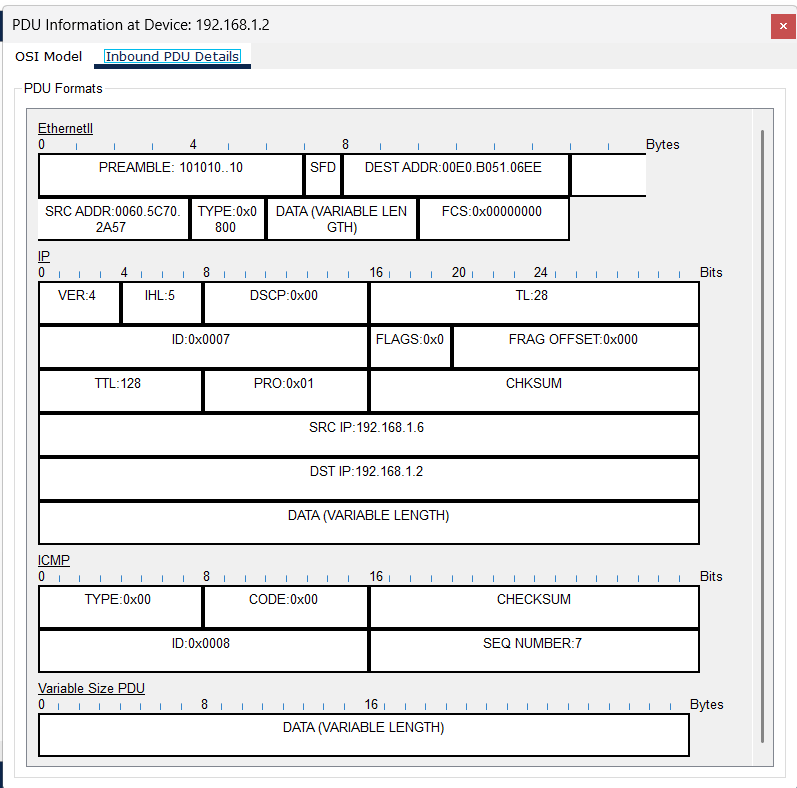 PDU Information at Device: 192.168.1.2
OSI Model Inbound PDU Details
PDU Formats
EthernetII
0 4 8 Bytes
PREAMBLE: 101010..10 SFD DEST ADDR:00E0.B051.06EE
SRC ADDR:0060.5C70. TYPE:0x0 DATA (VARIABLE LEN FCS:0x00000000
2A57 800 GTH)
IP
0 4 8 16 20 24 Bits
VER:4 IHL:5 DSCP:0x00 TL:28
ID:0x0007 FLAGS:0x0 FRAG OFFSET:0x000
TTL:128 PRO:0x01 CHKSUM
SRC IP:192.168.1.6
DST IP:192.168.1.2
DATA (VARIABLE LENGTH)
ICMP
0 8 16 Bits
TYPE:0x00 CODE:0x00 CHECKSUM
ID:0x0008 SEQ NUMBER:7
Variable Size PDU
0 8 16 Bytes
DATA (VARIABLE LENGTH)